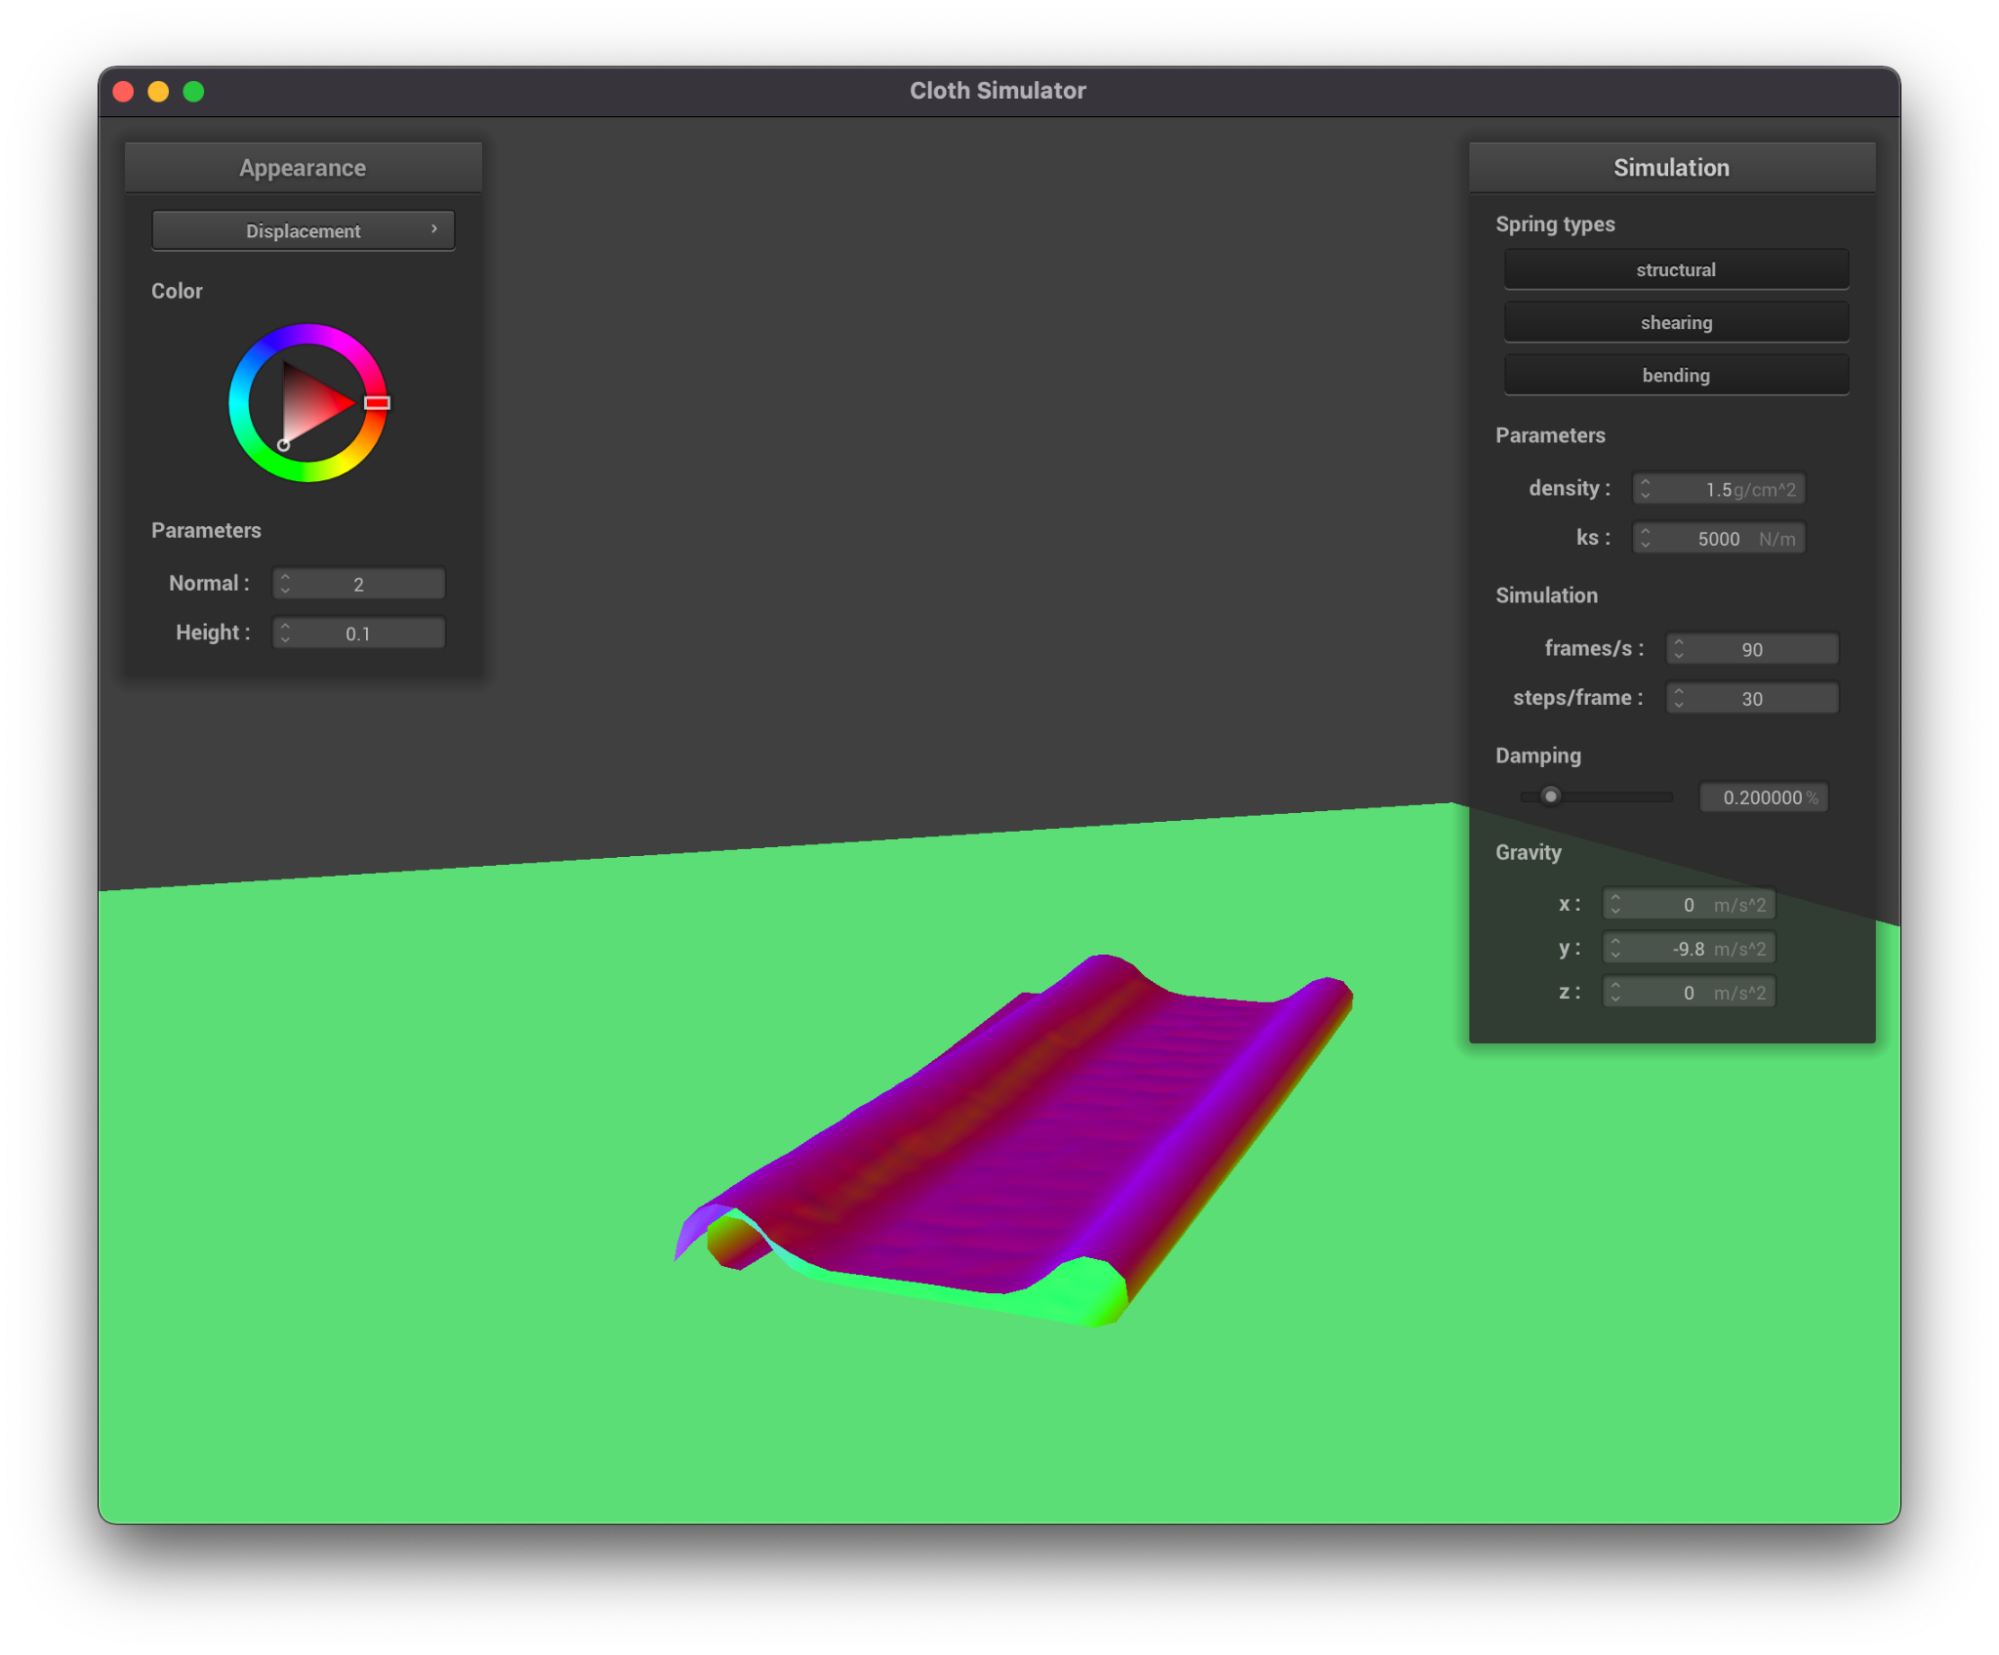 Cloth Simulator
Appearance
Displacement
Color
Parameters
Normal : 2
Height : 0.1
Simulation
Spring types
structural
shearing
bending
Parameters
density : 1.5 g/cm^2
ks : 5000 N/m
Simulation
frames/s : 90
steps/frame : 30
Damping
0.200000 %
Gravity
x : 0 m/s^2
y : -9.8 m/s^2
z : 0 m/s^2